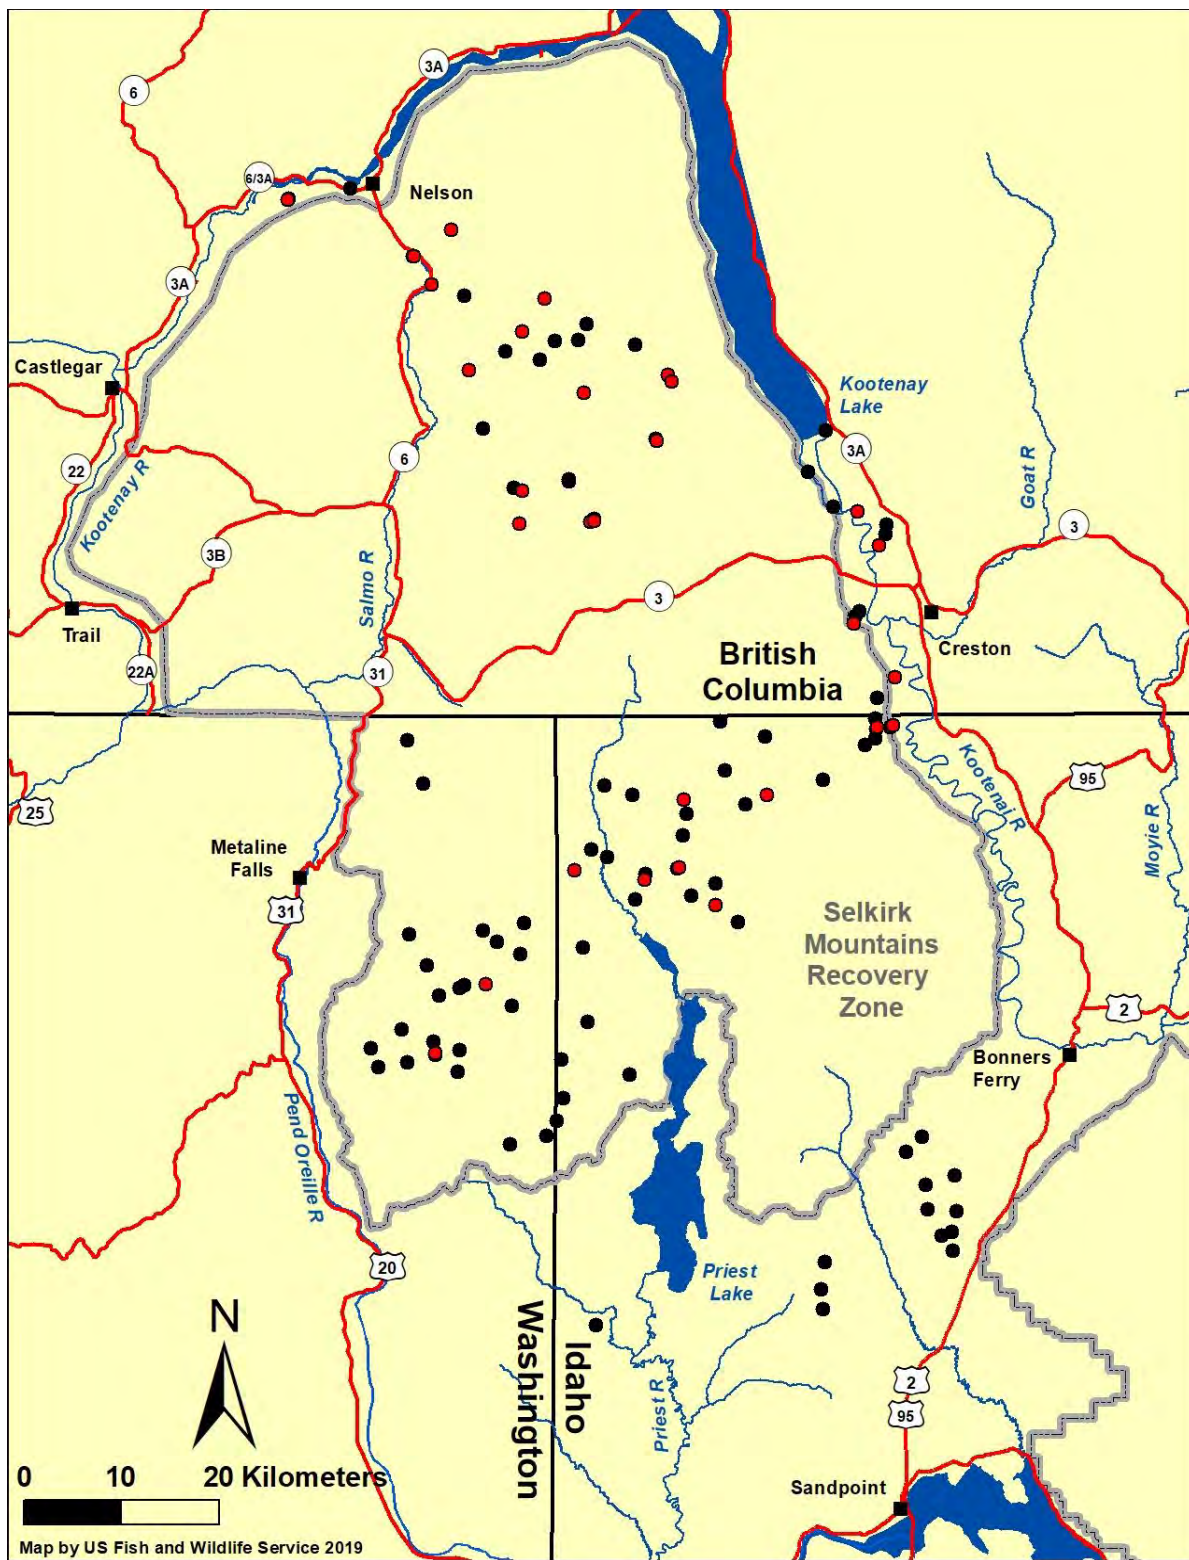 3A
6
6/3A
Nelson
3A
Castlegar
Kootenay
Lake
3A
22
6
Goat R
Kootenay R
3B
3
Salmo R
3
Trail
British
Columbia
Creston
22A
31
Kootenai R
95
25
Moyie R
Metaline
Falls
31
Selkirk
Mountains
Recovery
Zone
2
Bonners
Ferry
Pend Oreille R
20
Priest
Lake
N
Washington
Idaho
2
Priest R
95
0 10 20 Kilometers
Sandpoint
Map by US Fish and Wildlife Service 2019